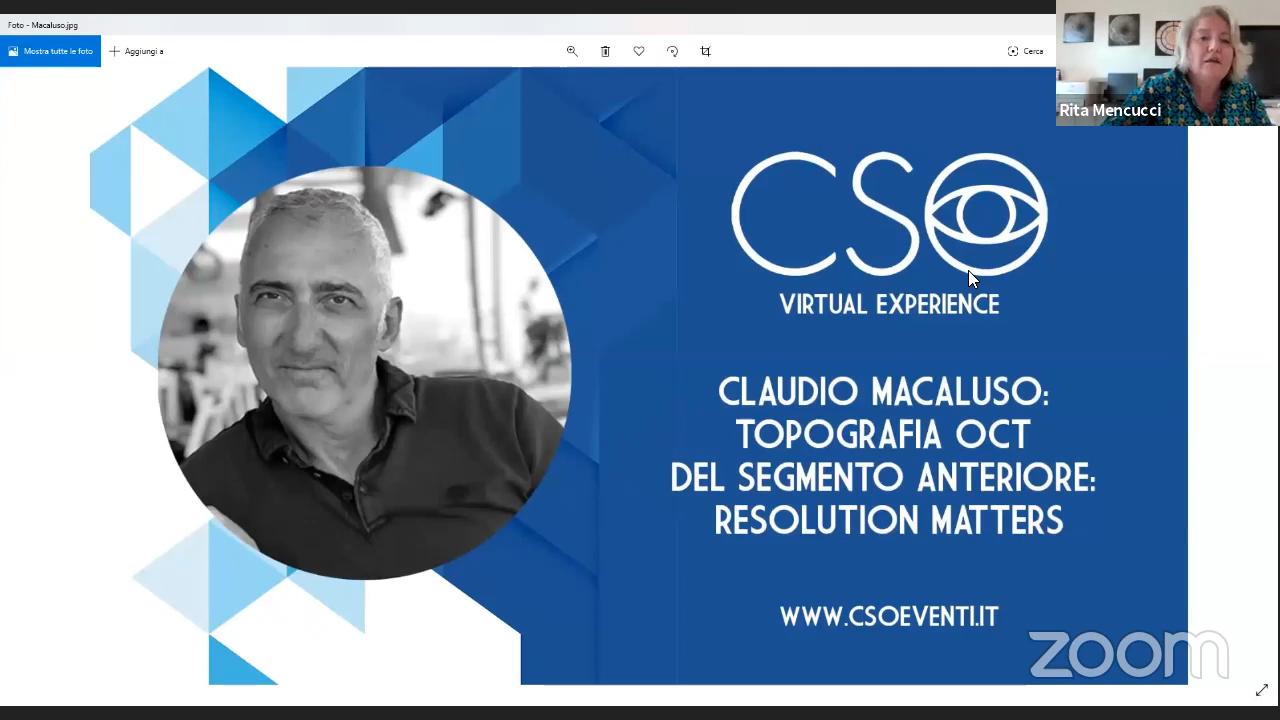 Foto - Macaluso.jpg
Mostra tutte le foto
Aggiungi a
Cerca
Rita Mencucci
CSO
VIRTUAL EXPERIENCE
CLAUDIO MACALUSO:
TOPOGRAFIA OCT
DEL SEGMENTO ANTERIORE:
RESOLUTION MATTERS
WWW.CSOEVENTI.IT
zoom